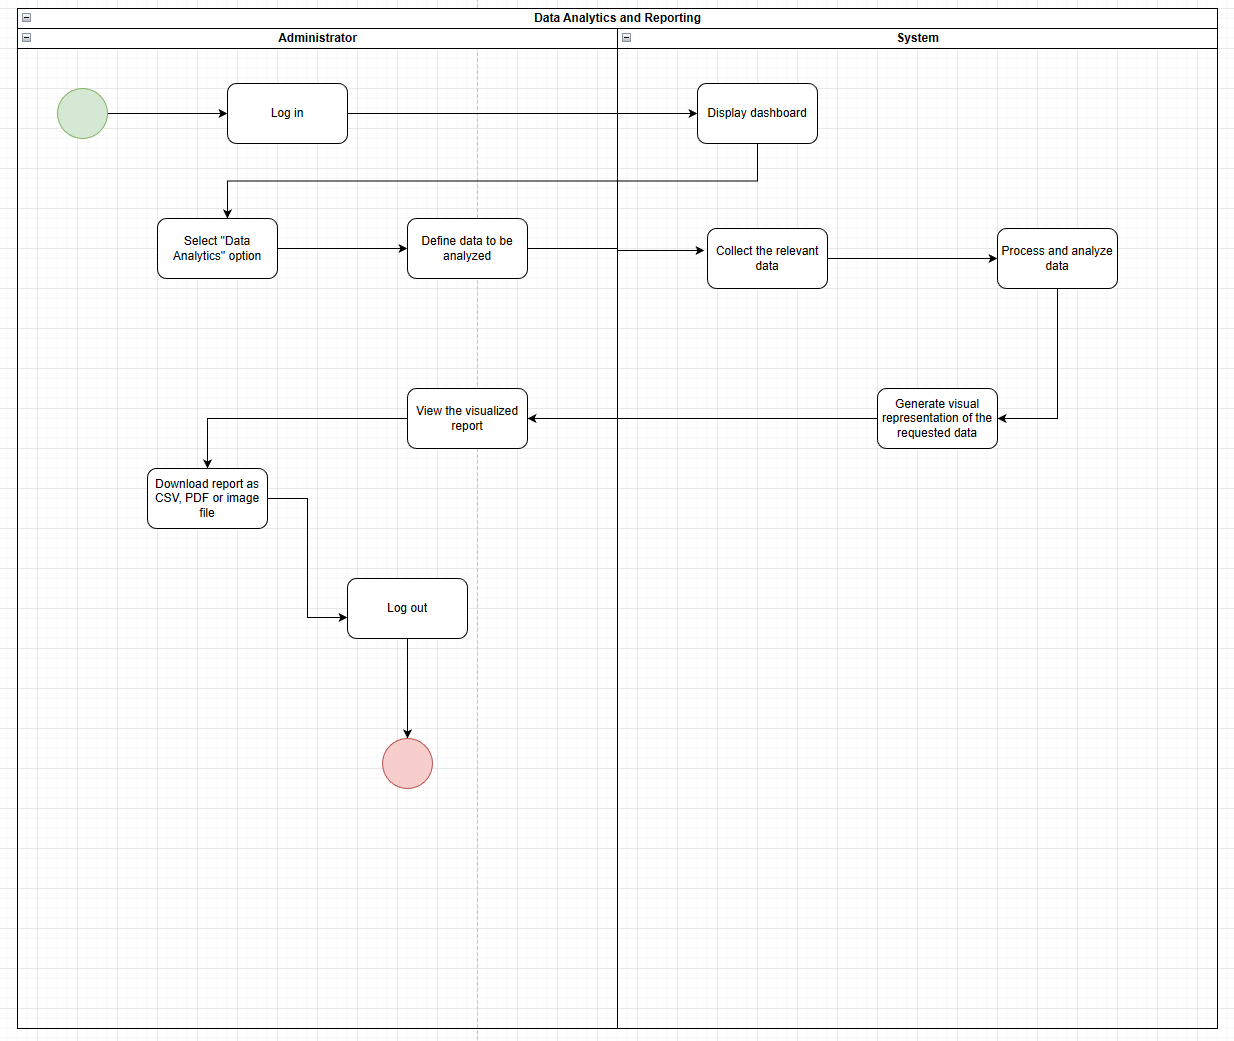 Data Analytics and Reporting
Administrator
System
Log in
Display dashboard
Select "Data
Analytics" option
Define data to be
analyzed
Collect the relevant
data
Process and analyze
data
View the visualized
report
Generate visual
representation of the
requested data
Download report as
CSV, PDF or image
file
Log out